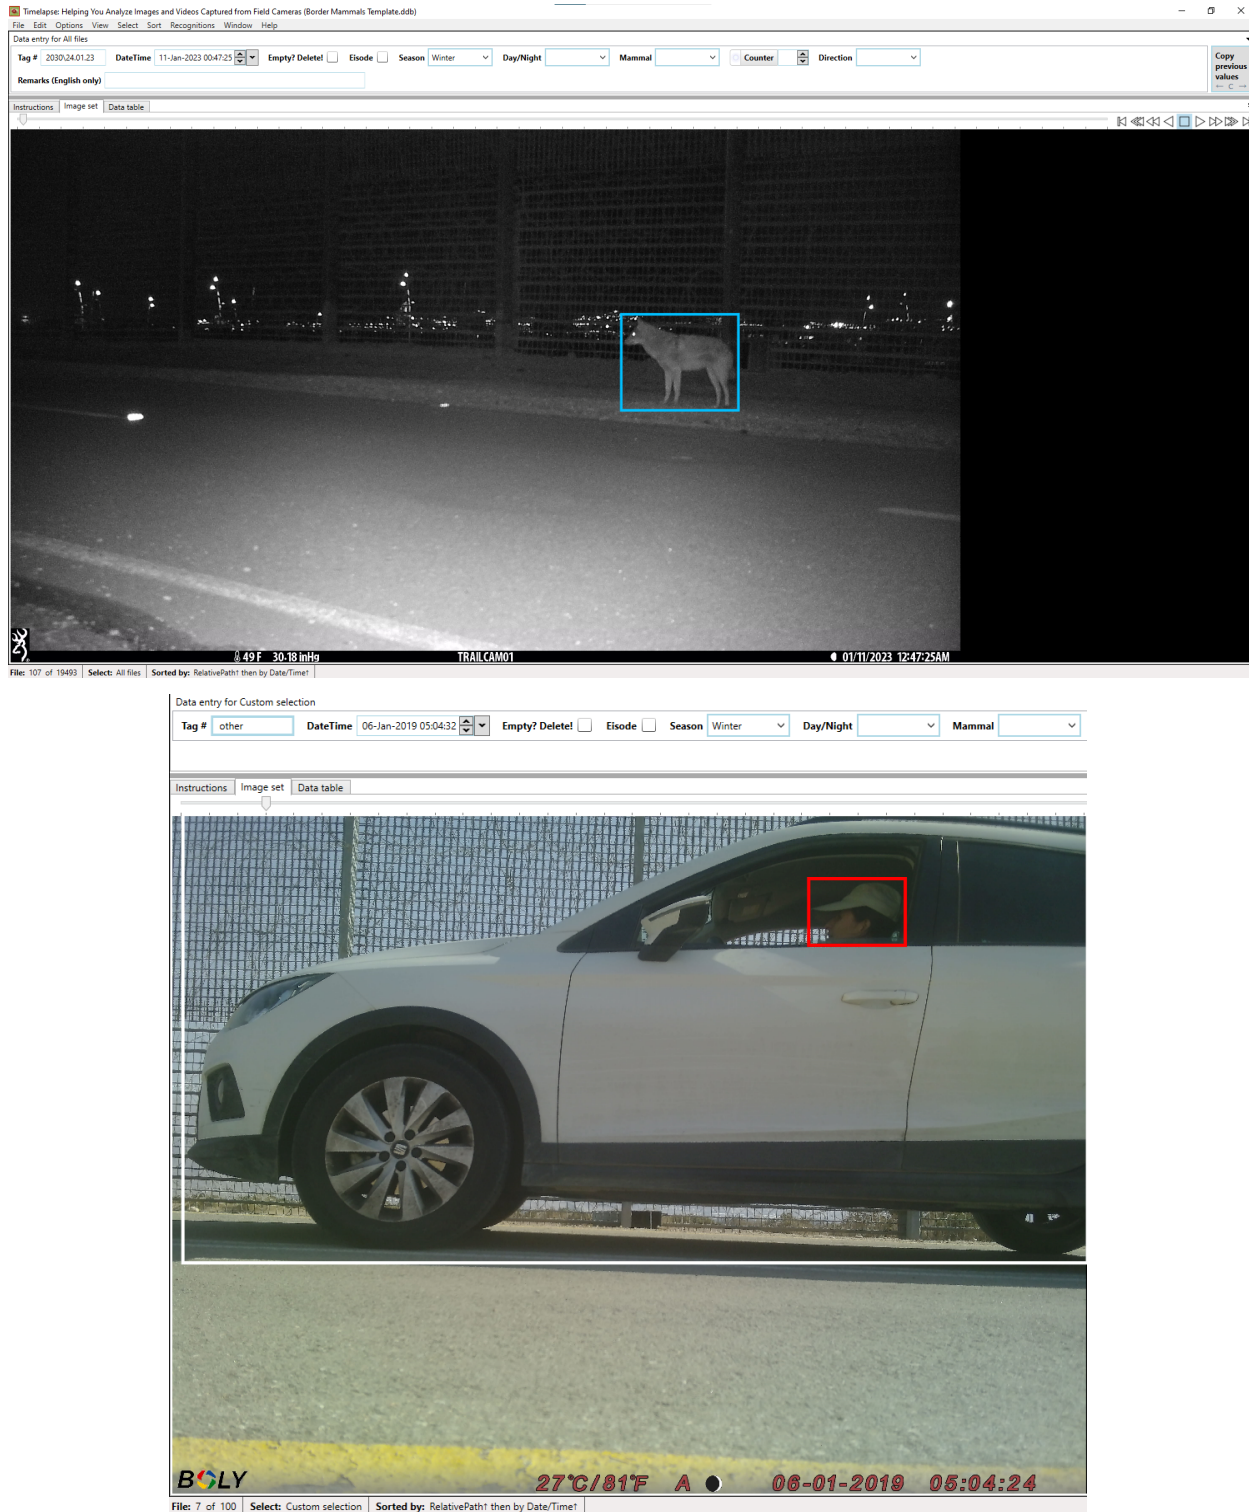 Timelapse: Helping You Analyze Images and Videos Captured from Field Cameras (Border Mammals Template.ddb)
File Edit Options View Select Sort Recognitions Window Help
Data entry for All files
Tag # 2030\24.01.23 DateTime 11-Jan-2023 00:47:25 Empty? Delete! Eisode Season Winter Day/Night Mammal Counter Direction
Copy previous values
← C →
Remarks (English only)
Instructions Image set Data table
49 F 30.18 inHg TRAILCAM01 01/11/2023 12:47:25AM
File: 107 of 19493 Select: All files Sorted by: RelativePath↑ then by Date/Time↑
Data entry for Custom selection
Tag # other DateTime 06-Jan-2019 05:04:32 Empty? Delete! Eisode Season Winter Day/Night Mammal
Instructions Image set Data table
BOLY 27°C/81°F A 06-01-2019 05:04:24
File: 7 of 100 Select: Custom selection Sorted by: RelativePath↑ then by Date/Time↑